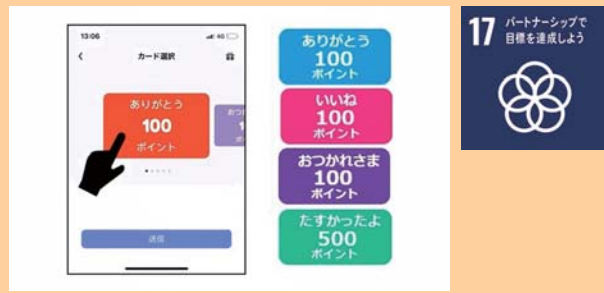 13:06
4G
カード選択
ありがとう
100
ポイント
送信
ありがとう
100
ポイント
いいね
100
ポイント
おつかれさま
100
ポイント
たすかったよ
500
ポイント
17 パートナーシップで
目標を達成しよう